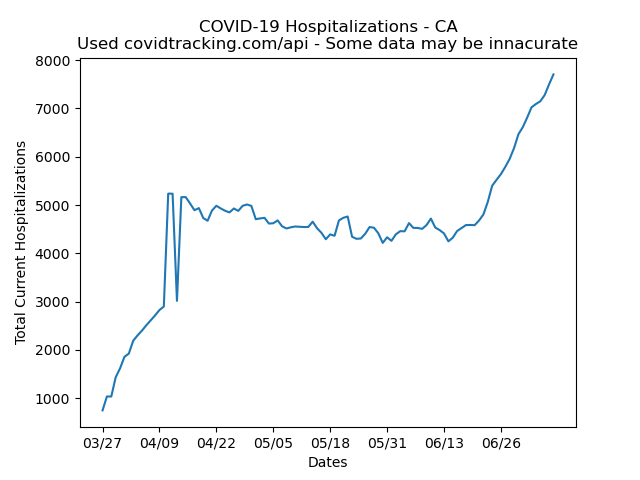 COVID-19 Hospitalizations - CA
Used covidtracking.com/api - Some data may be innacurate
8000
7000
6000
5000
4000
3000
2000
1000
Total Current Hospitalizations
03/27 04/09 04/22 05/05 05/18 05/31 06/13 06/26
Dates